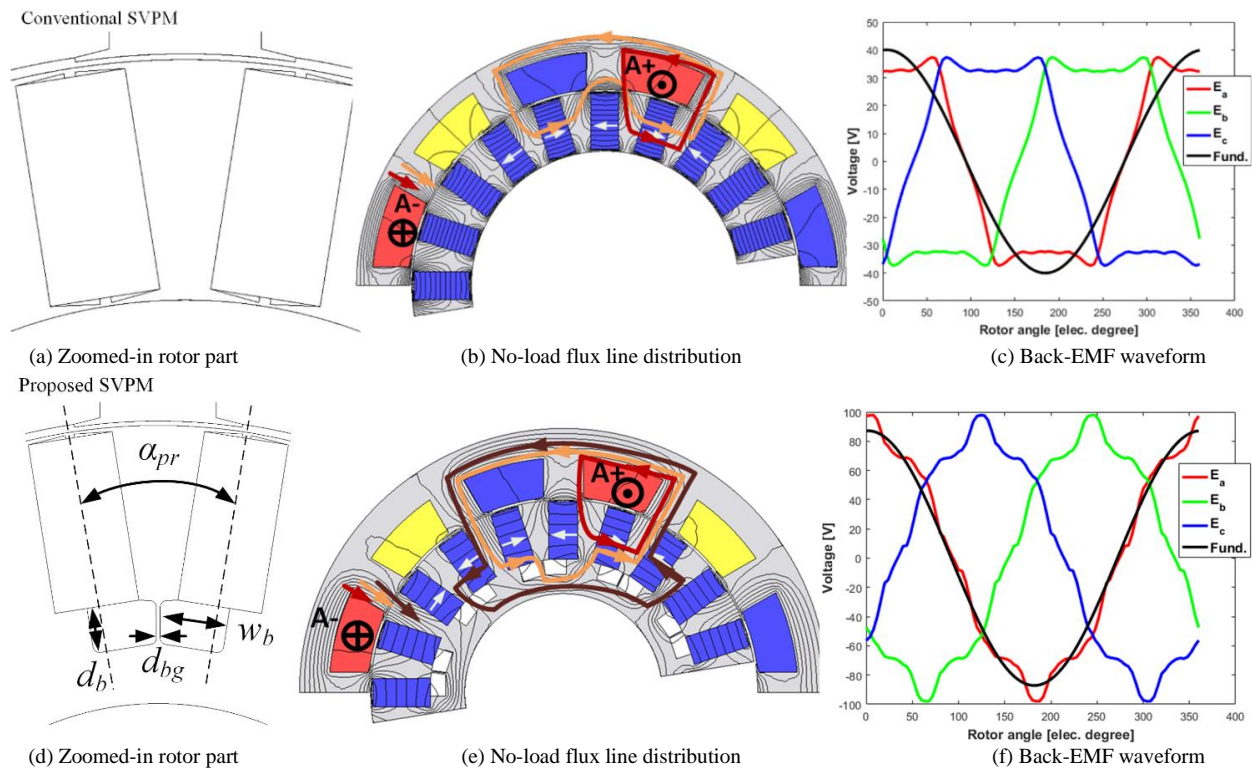 Conventional SVPM
A+
A-
50
40
30
20
10
0
-10
-20
-30
-40
-50
Voltage [V]
0 50 100 150 200 250 300 350 400
Rotor angle [elec. degree]
E_a
E_b
E_c
Fund.
(a) Zoomed-in rotor part
(b) No-load flux line distribution
(c) Back-EMF waveform
Proposed SVPM
α_pr
w_b
d_b
d_bg
A+
A-
100
80
60
40
20
0
-20
-40
-60
-80
-100
Voltage [V]
0 50 100 150 200 250 300 350 400
Rotor angle [elec. degree]
E_a
E_b
E_c
Fund.
(d) Zoomed-in rotor part
(e) No-load flux line distribution
(f) Back-EMF waveform